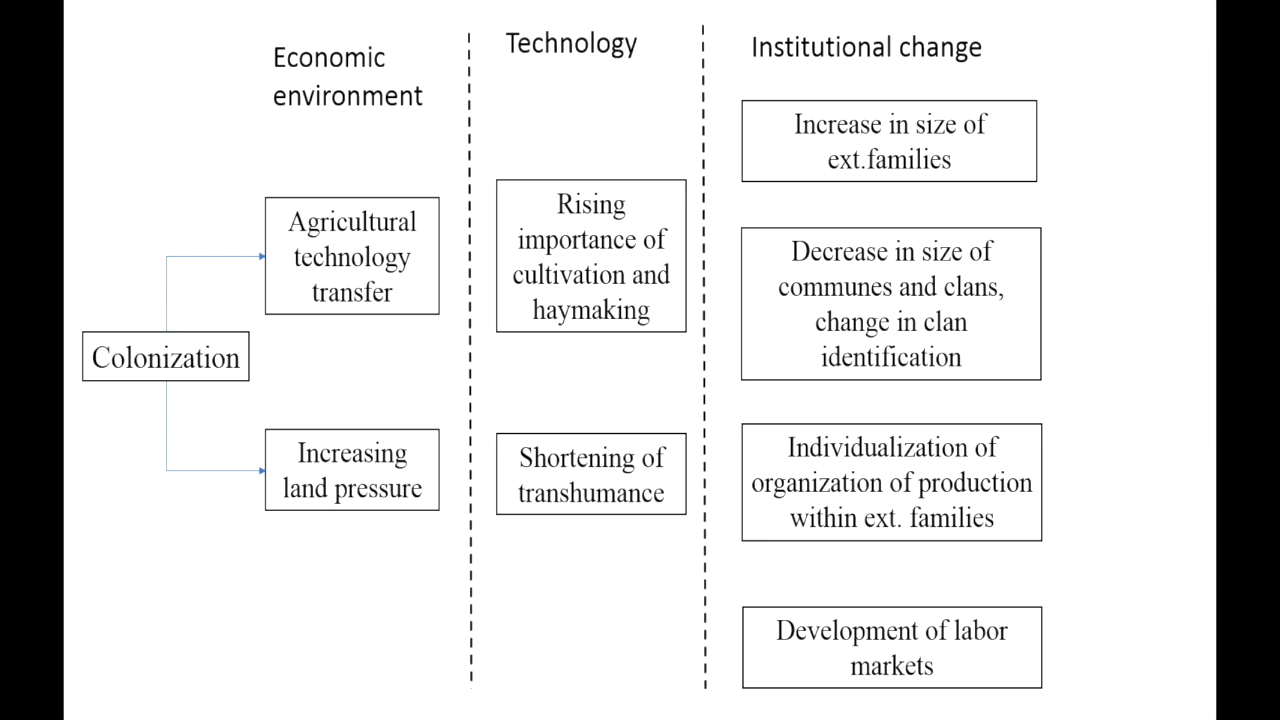 Economic
environment
Technology
Institutional change
Colonization
Agricultural
technology
transfer
Increasing
land pressure
Rising
importance of
cultivation and
haymaking
Shortening of
transhumance
Increase in size of
ext.families
Decrease in size of
communes and clans,
change in clan
identification
Individualization of
organization of production
within ext. families
Development of labor
markets